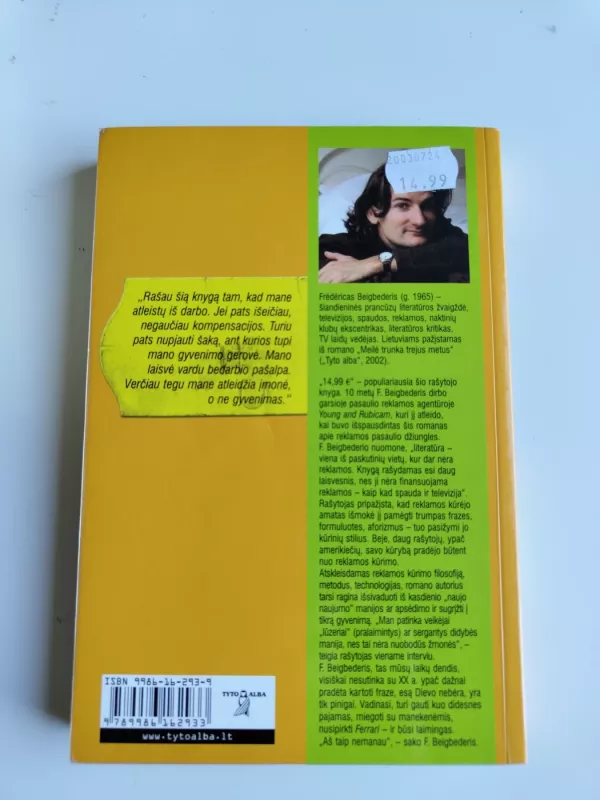 20030724
14.99
„Rašau šią knygą tam, kad mane
atleistų iš darbo. Jei pats išeičiau,
negaučiau kompensacijos. Turiu
pats nupjauti šaką, ant kurios tupi
mano gyvenimo gerovė. Mano
laisvė vardu bedarbio pašalpa.
Verčiau tegu mane atleidžia įmonė,
o ne gyvenimas.“
Frédéricas Beigbederis (g. 1965) –
šiandieninės prancūzų literatūros žvaigždė,
televizijos, spaudos, reklamos, naktinių
klubų ekscentrikas, literatūros kritikas,
TV laidų vedėjas. Lietuviams pažįstamas
iš romano „Meilė trunka trejus metus“
(„Tyto alba“, 2002).
„14,99 €“ – populiariausia šio rašytojo
knyga. 10 metų F. Beigbederis dirbo
garsioje pasaulio reklamos agentūroje
Young and Rubicam, kuri jį atleido,
kai buvo išspausdintas šis romanas
apie reklamos pasaulio džiungles.
F. Beigbederio nuomone, „literatūra –
viena iš paskutinių vietų, kur dar nėra
reklamos. Knygą rašydamas esi daug
laisvesnis, nes ji nėra finansuojama
reklamos – kaip kad spauda ir televizija“.
Rašytojas pripažįsta, kad reklamos kūrėjo
amatas išmokė jį pamėgti trumpas frazes,
formuluotes, aforizmus – tuo pasižymi jo
kūrinių stilius. Beje, daug rašytojų, ypač
amerikiečių, savo kūrybą pradėjo būtent
nuo reklamos kūrimo.
Atskleisdamas reklamos kūrimo filosofiją,
metodus, technologijas, romano autorius
tarsi ragina išsivaduoti iš kasdienio „naujo
naujumo“ manijos ar apsėdimo ir sugrįžti į
tikrą gyvenimą. „Man patinka veikėjai
„lūzeriai“ (pralaimintys) ar sergantys didybės
manija, nes tai nėra nuobodūs žmonės“, –
teigia rašytojas viename interviu.
F. Beigbederis, tas mūsų laikų dendis,
visiškai nesutinka su XX a. ypač dažnai
pradėta kartoti fraze, esą Dievo nebėra, yra
tik pinigai. Vadinasi, turi gauti kuo didesnes
pajamas, miegoti su manekenėmis,
nusipirkti Ferrari – ir būsi laimingas.
„Aš taip nemanau“, – sako F. Beigbederis.
ISBN 9986-16-293-9
TYTO ALBA
9 789986 162933
www.tytoalba.lt